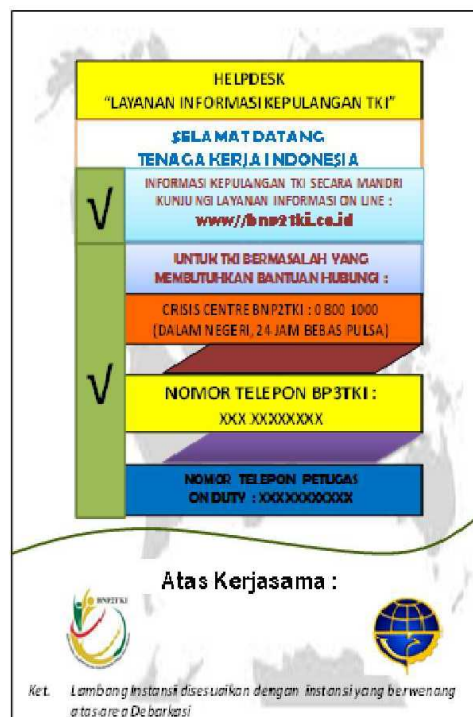 HELPDESK
"LAYANAN INFORMASI KEPULANGAN TKI"
SELAMAT DATANG
TENAGA KERJA INDONESIA
√
INFORMASI KEPULANGAN TKI SECARA MANDRI
KUNJUNGI LAYANAN INFORMASI ON LINE :
www//bnp2tki.co.id
UNTUK TKI BERMASALAH YANG
MEMBUTUHKAN BANTUAN HUBUNGI :
CRISIS CENTRE BNP2TKI : 0 800 1000
(DALAM NEGERI, 24 JAM BEBAS PULSA)
√
NOMOR TELEPON BP3TKI :
XXX XXXXXXXX
NOMOR TELEPON PETUGAS
ON DUTY : XXXXXXXXXXX
Atas Kerjasama :
BNP2TKI
Ket. Lambang Instansi disesuaikan dengan instansi yang berwenang
atas area Debarkasi